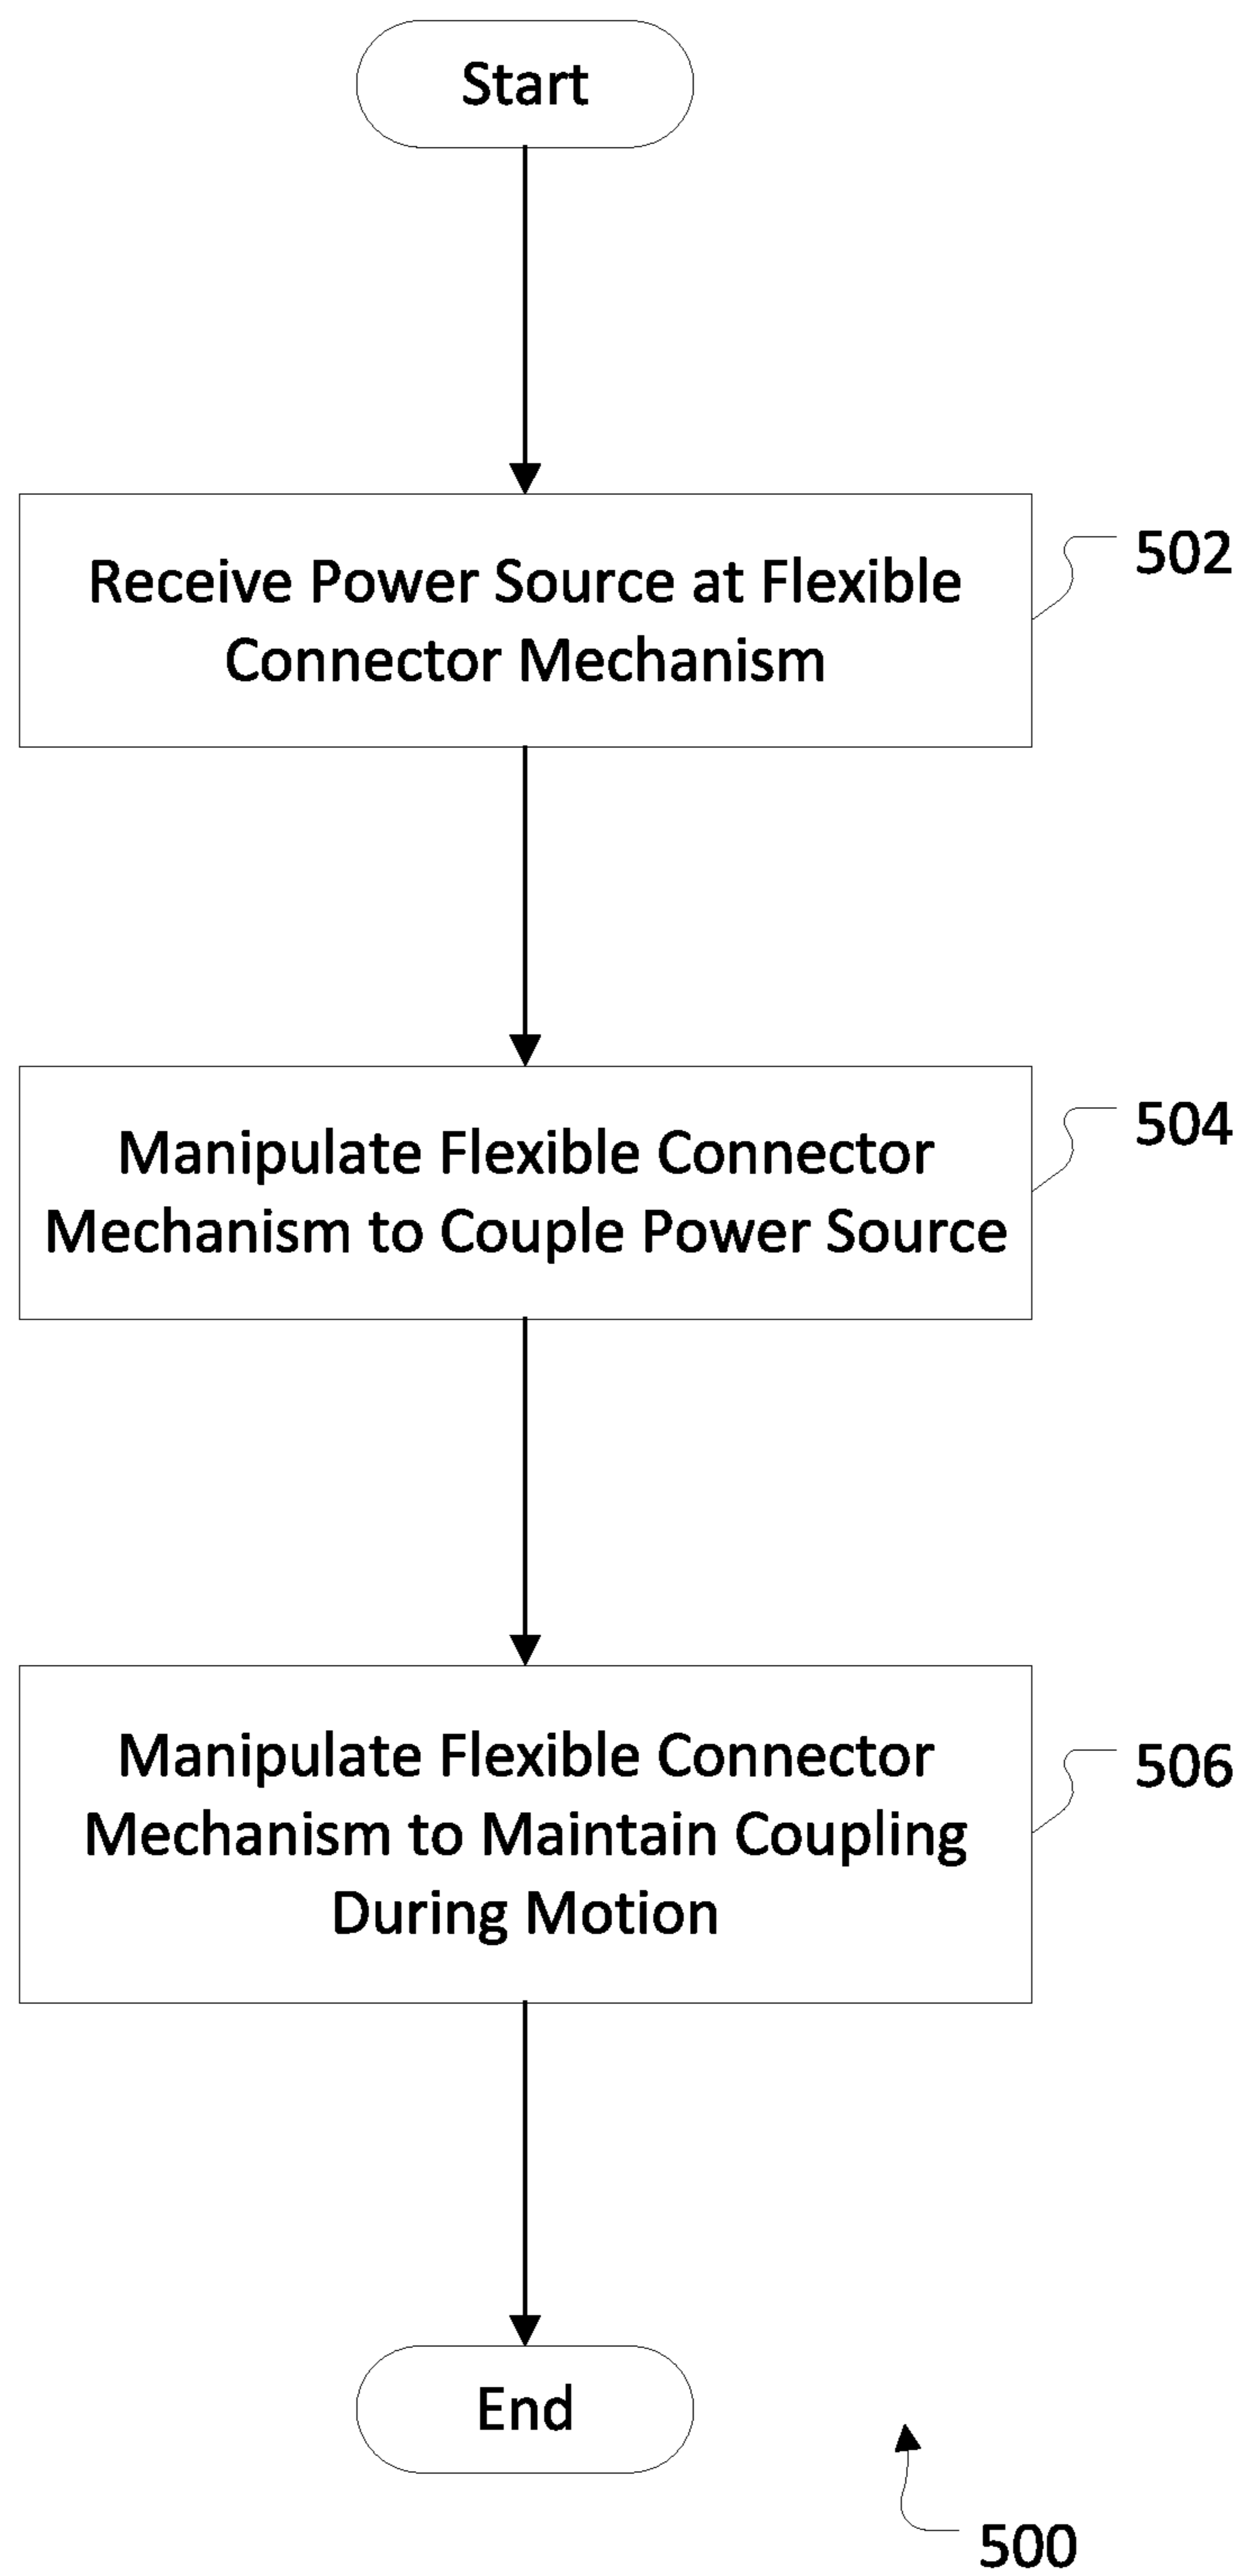 Start
Receive Power Source at Flexible
Connector Mechanism
502
Manipulate Flexible Connector
Mechanism to Couple Power Source
504
Manipulate Flexible Connector
Mechanism to Maintain Coupling
During Motion
506
End
500